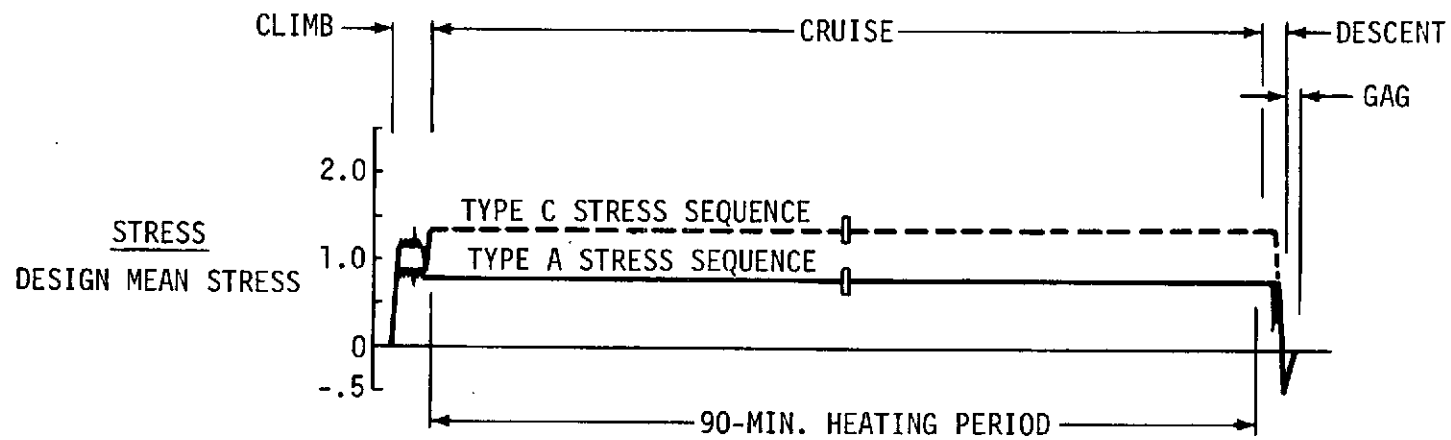 CLIMB
CRUISE
DESCENT
GAG
2.0
TYPE C STRESS SEQUENCE
STRESS
DESIGN MEAN STRESS
1.0
TYPE A STRESS SEQUENCE
0
-.5
90-MIN. HEATING PERIOD